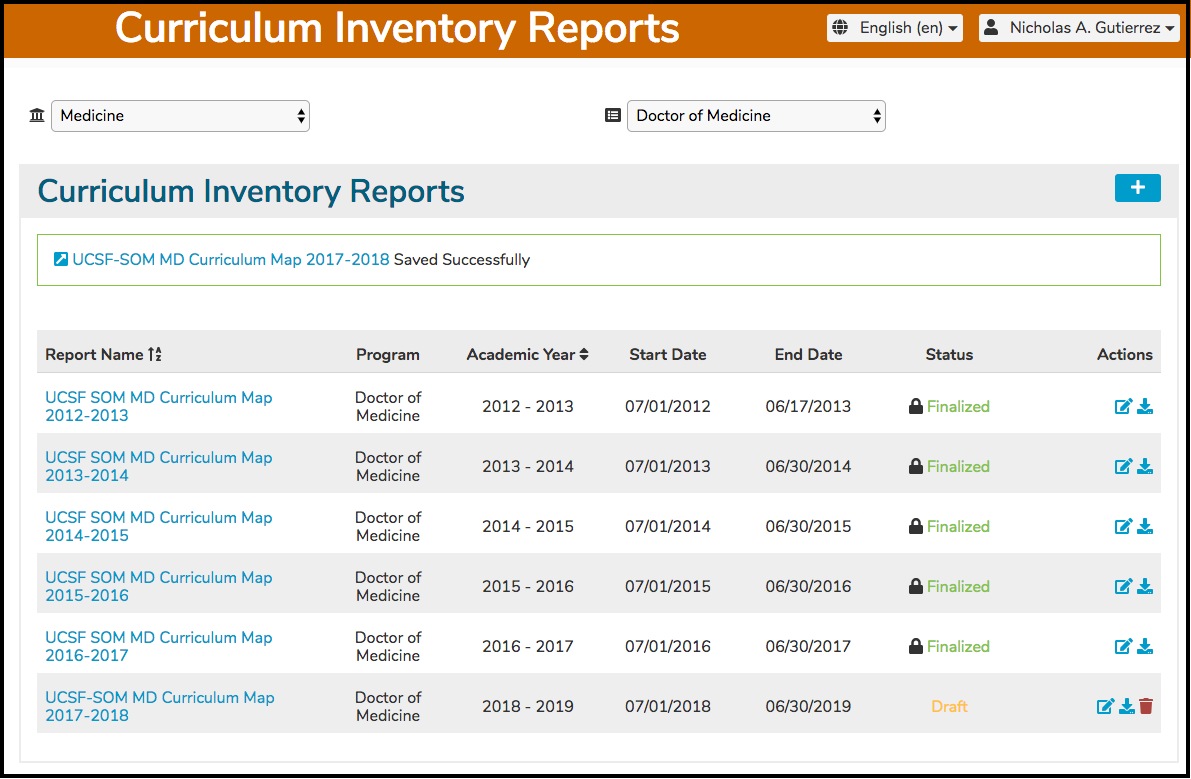 Curriculum Inventory Reports
English (en)
Nicholas A. Gutierrez
Medicine
Doctor of Medicine
Curriculum Inventory Reports
+
UCSF-SOM MD Curriculum Map 2017-2018 Saved Successfully
Report Name Program Academic Year Start Date End Date Status Actions
UCSF SOM MD Curriculum Map
2012-2013
Doctor of
Medicine
2012 - 2013 07/01/2012 06/17/2013 Finalized
UCSF SOM MD Curriculum Map
2013-2014
Doctor of
Medicine
2013 - 2014 07/01/2013 06/30/2014 Finalized
UCSF SOM MD Curriculum Map
2014-2015
Doctor of
Medicine
2014 - 2015 07/01/2014 06/30/2015 Finalized
UCSF SOM MD Curriculum Map
2015-2016
Doctor of
Medicine
2015 - 2016 07/01/2015 06/30/2016 Finalized
UCSF SOM MD Curriculum Map
2016-2017
Doctor of
Medicine
2016 - 2017 07/01/2016 06/30/2017 Finalized
UCSF-SOM MD Curriculum Map
2017-2018
Doctor of
Medicine
2018 - 2019 07/01/2018 06/30/2019 Draft